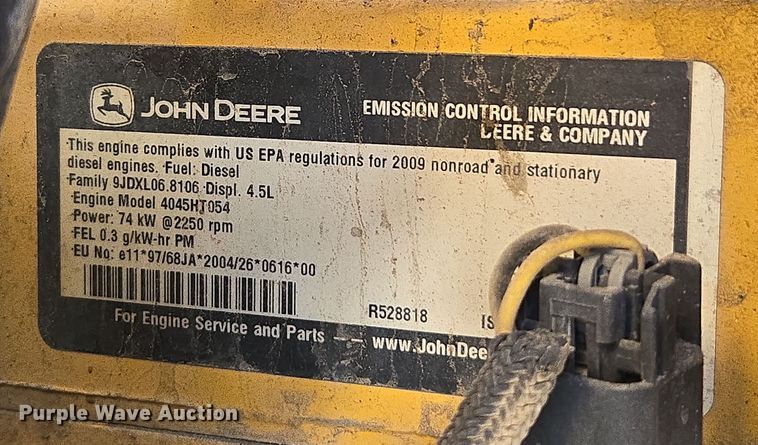 JOHN DEERE
EMISSION CONTROL INFORMATION
DEERE & COMPANY
This engine complies with US EPA regulations for 2009 nonroad and stationary
diesel engines. Fuel: Diesel
Family 9JDXL06.8106 Displ. 4.5L
Engine Model 4045HT054
Power: 74 kW @2250 rpm
FEL 0.3 g/kW-hr PM
EU No: e11*97/68JA*2004/26*0616*00
R528818 IS
For Engine Service and Parts — www.JohnDee
Purple Wave Auction